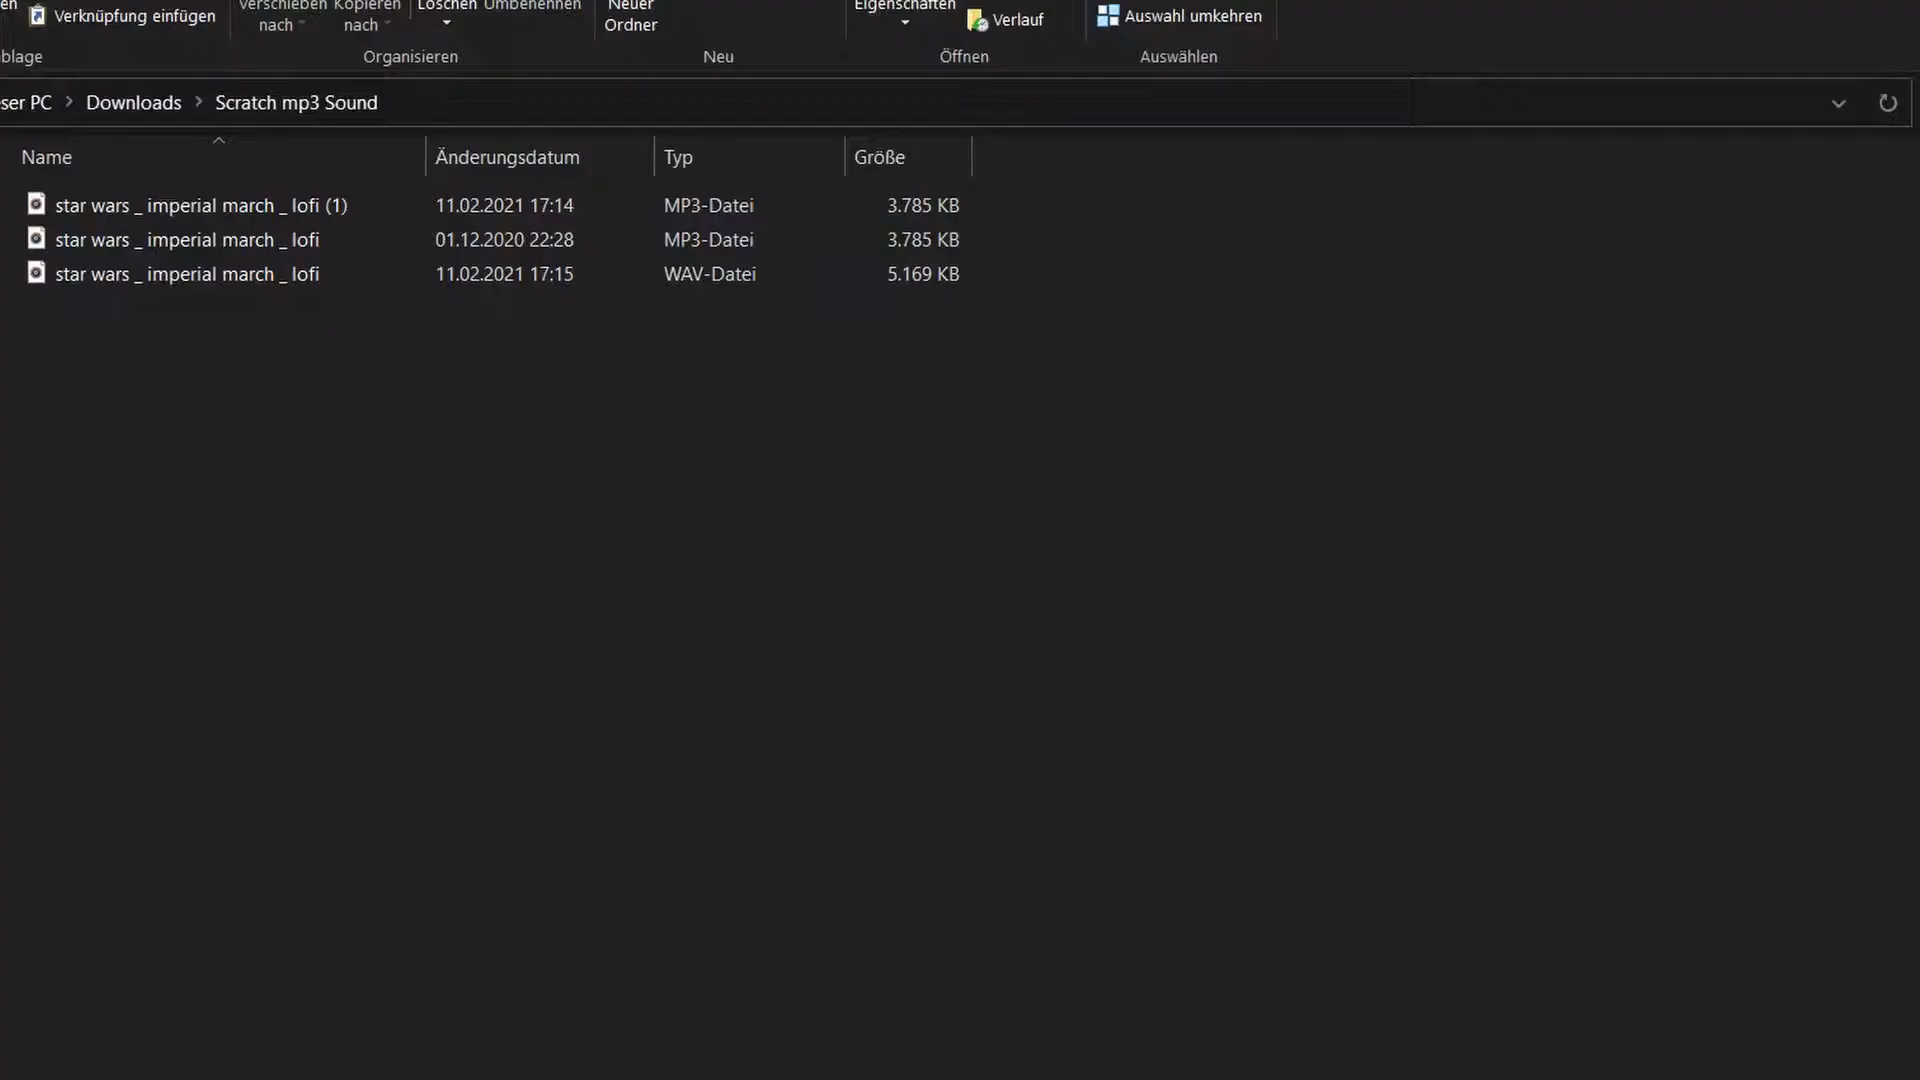 en Verknüpfung einfügen Verschieben Kopieren Löschen Umbenennen Neuer Eigenschaften Verlauf Auswahl umkehren
nach nach Ordner
blage Organisieren Neu Öffnen Auswählen
ser PC Downloads Scratch mp3 Sound
Name Änderungsdatum Typ Größe
star wars _ imperial march _ lofi (1) 11.02.2021 17:14 MP3-Datei 3.785 KB
star wars _ imperial march _ lofi 01.12.2020 22:28 MP3-Datei 3.785 KB
star wars _ imperial march _ lofi 11.02.2021 17:15 WAV-Datei 5.169 KB